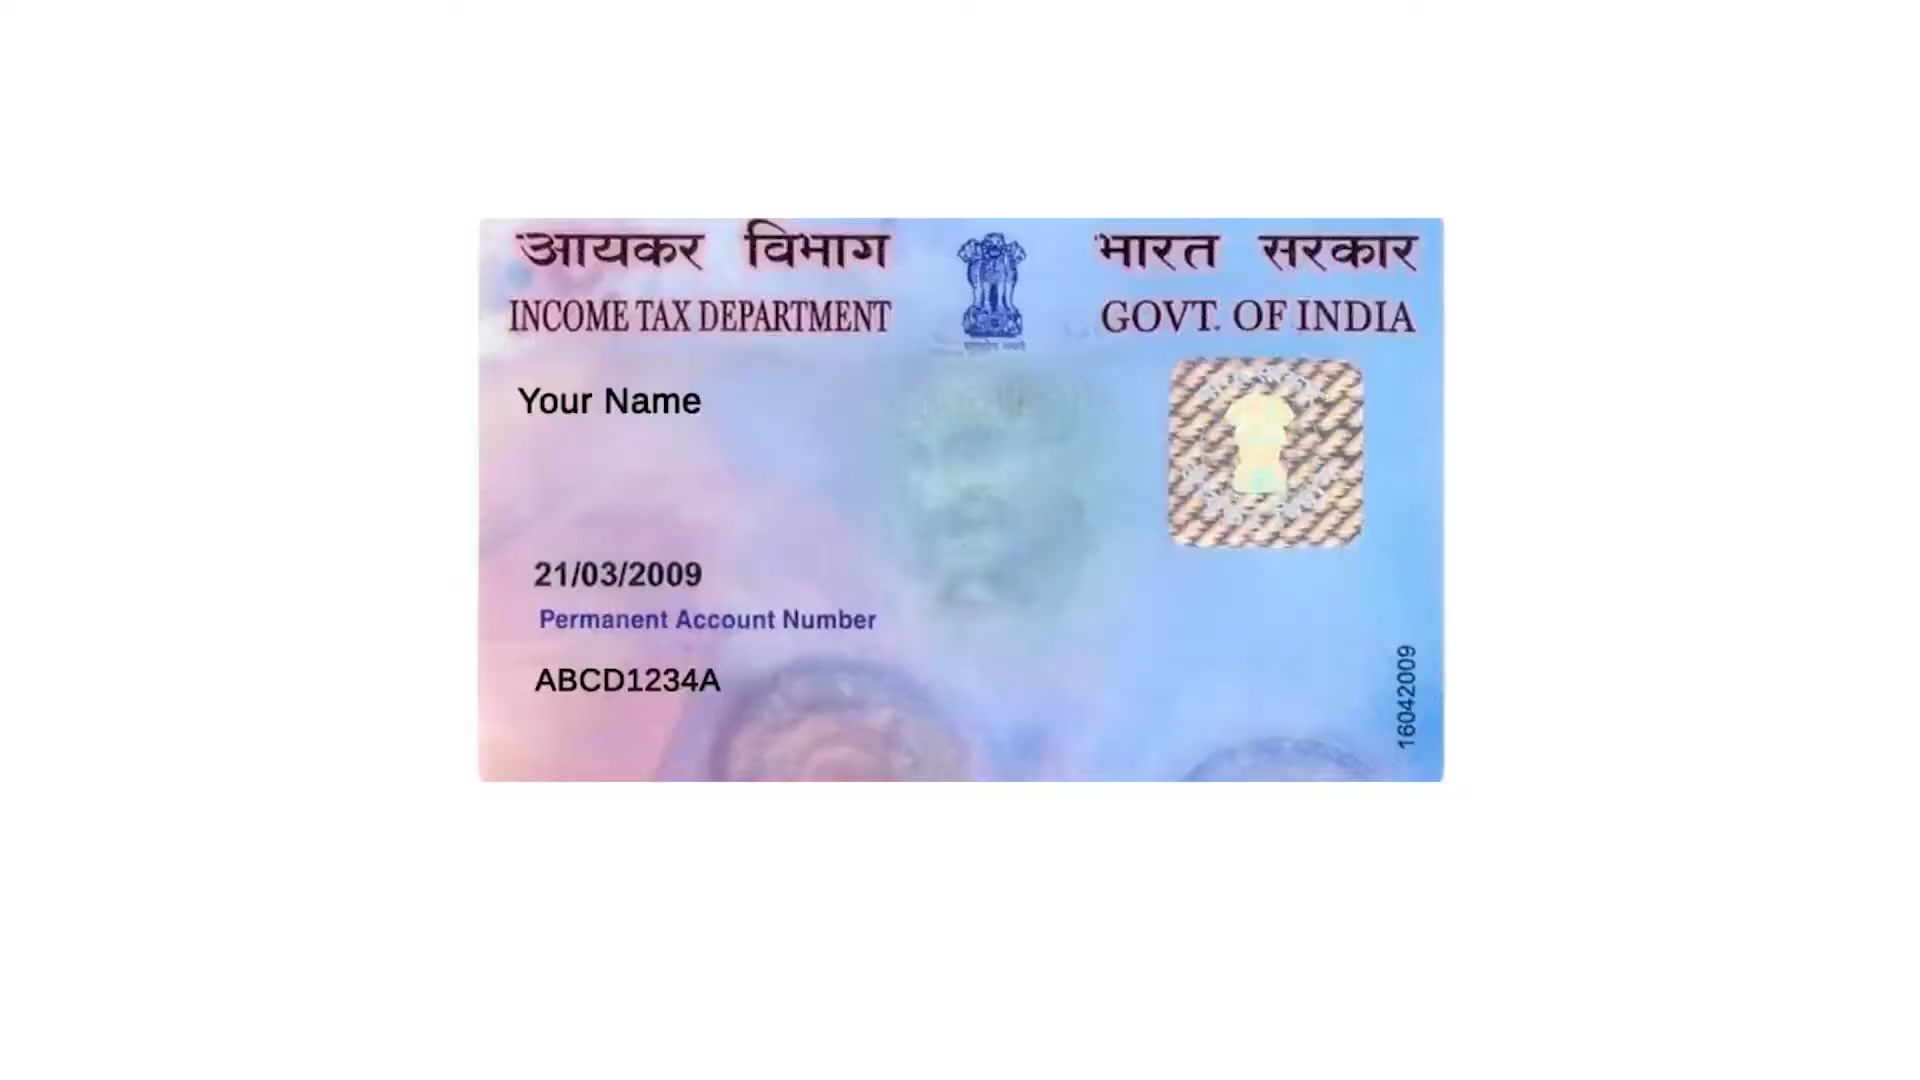 आयकर विभाग
INCOME TAX DEPARTMENT
भारत सरकार
GOVT. OF INDIA
Your Name
21/03/2009
Permanent Account Number
ABCD1234A
16042009